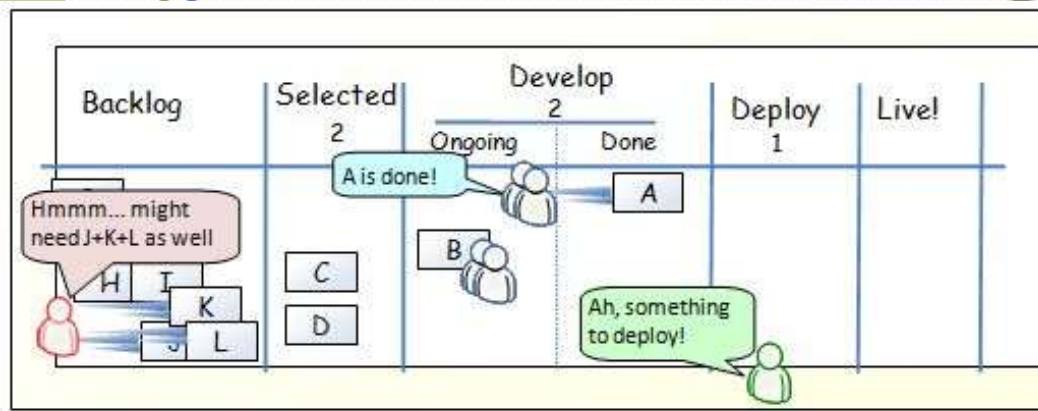 Backlog
Selected
2
Develop
2
Ongoing
Done
Deploy
1
Live!
A is done!
A
Hmmm... might
need J+K+L as well
H
I
K
J
L
C
D
B
Ah, something
to deploy!